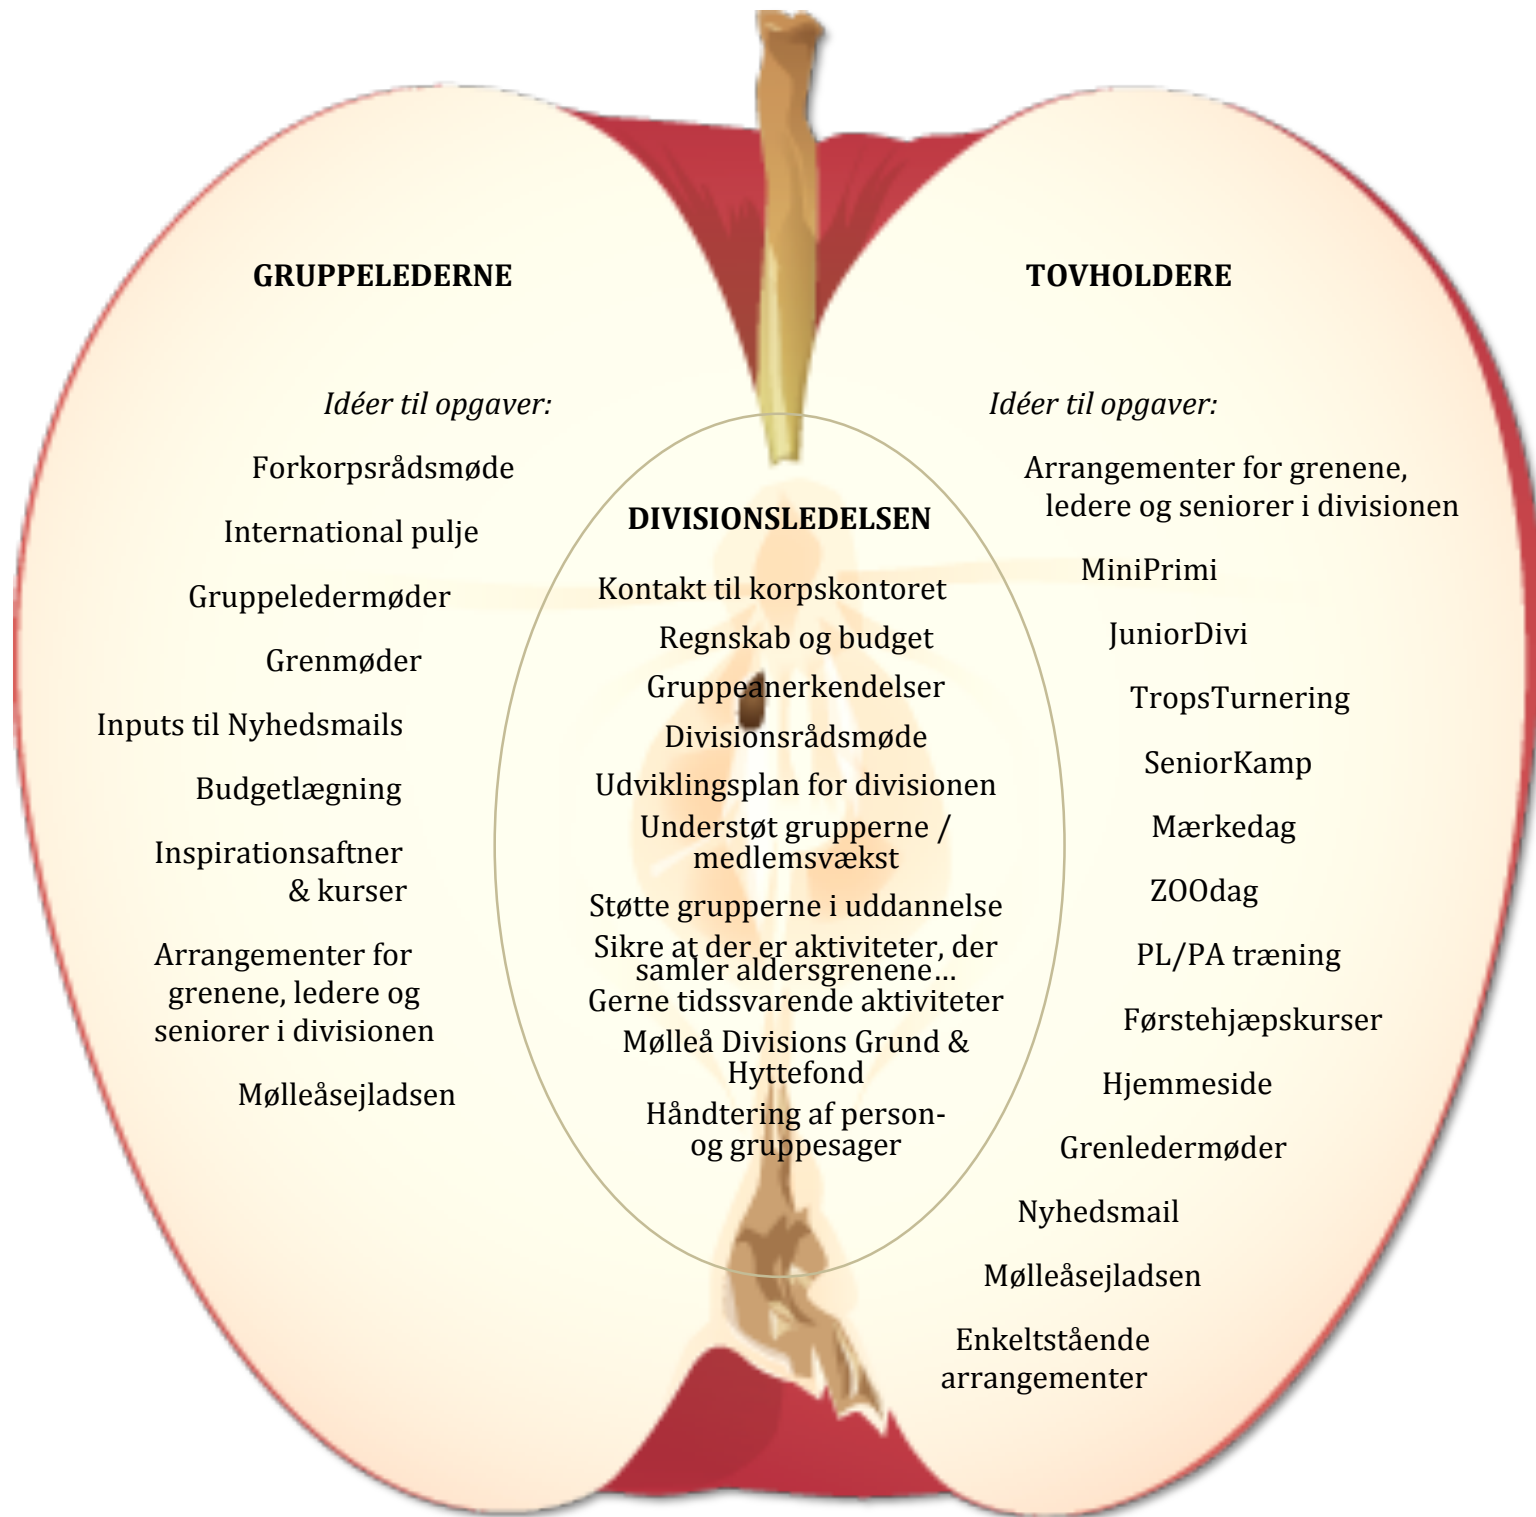 GRUPPELEDERNE
Idéer til opgaver:
Forkorpsrådsmøde
International pulje
Gruppeledermøder
Grenmøder
Inputs til Nyhedsmails
Budgetlægning
Inspirationsaftner
& kurser
Arrangementer for
grenene, ledere og
seniorer i divisionen
Mølleåsejladsen
DIVISIONSLEDELSEN
Kontakt til korpskontoret
Regnskab og budget
Gruppeanerkendelser
Divisionsrådsmøde
Udviklingsplan for divisionen
Understøt grupperne /
medlemsvækst
Støtte grupperne i uddannelse
Sikre at der er aktiviteter, der
samler aldersgrenene…
Gerne tidssvarende aktiviteter
Mølleå Divisions Grund &
Hyttefond
Håndtering af person-
og gruppesager
TOVHOLDERE
Idéer til opgaver:
Arrangementer for grenene,
ledere og seniorer i divisionen
MiniPrimi
JuniorDivi
TropsTurnering
SeniorKamp
Mærkedag
ZOOdag
PL/PA træning
Førstehjæpskurser
Hjemmeside
Grenledermøder
Nyhedsmail
Mølleåsejladsen
Enkeltstående
arrangementer